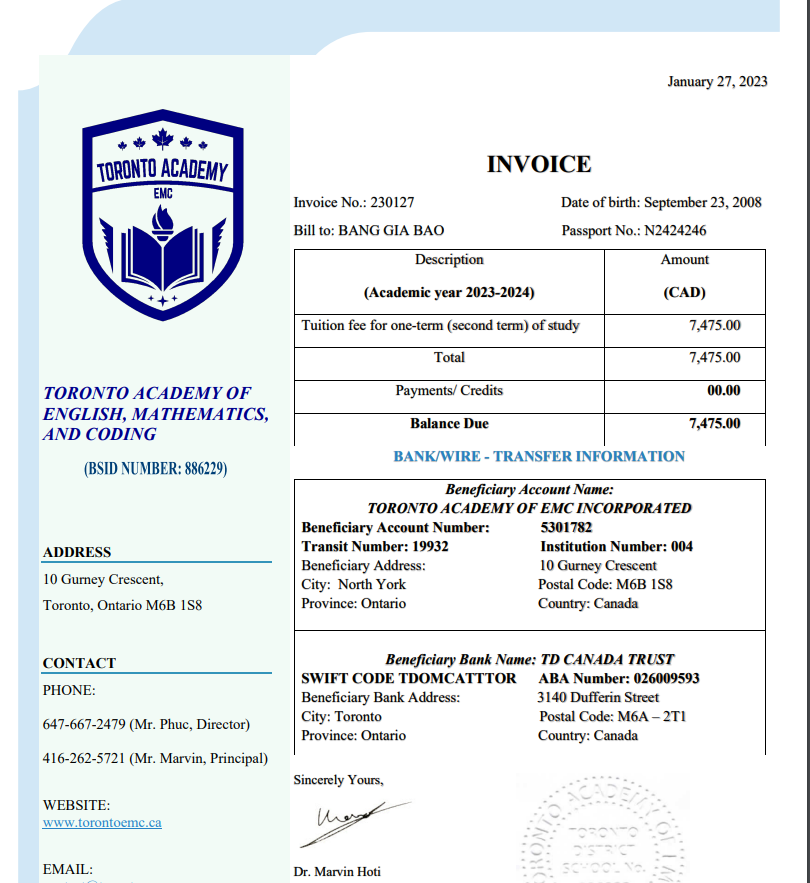 January 27, 2023
TORONTO ACADEMY
EMC
INVOICE
Invoice No.: 230127 Date of birth: September 23, 2008
Bill to: BANG GIA BAO Passport No.: N2424246
Description Amount
(Academic year 2023-2024) (CAD)
Tuition fee for one-term (second term) of study 7,475.00
Total 7,475.00
Payments/ Credits 00.00
Balance Due 7,475.00
TORONTO ACADEMY OF
ENGLISH, MATHEMATICS,
AND CODING
(BSID NUMBER: 886229)
ADDRESS
10 Gurney Crescent,
Toronto, Ontario M6B 1S8
CONTACT
PHONE:
647-667-2479 (Mr. Phuc, Director)
416-262-5721 (Mr. Marvin, Principal)
WEBSITE:
www.torontoemc.ca
EMAIL:
BANK/WIRE - TRANSFER INFORMATION
Beneficiary Account Name:
TORONTO ACADEMY OF EMC INCORPORATED
Beneficiary Account Number: 5301782
Transit Number: 19932 Institution Number: 004
Beneficiary Address: 10 Gurney Crescent
City: North York Postal Code: M6B 1S8
Province: Ontario Country: Canada
Beneficiary Bank Name: TD CANADA TRUST
SWIFT CODE TDOMCATTTOR ABA Number: 026009593
Beneficiary Bank Address: 3140 Dufferin Street
City: Toronto Postal Code: M6A – 2T1
Province: Ontario Country: Canada
Sincerely Yours,
Dr. Marvin Hoti
TORONTO ACADEMY OF
TORONTO
DISTRICT
SCHOOL No.